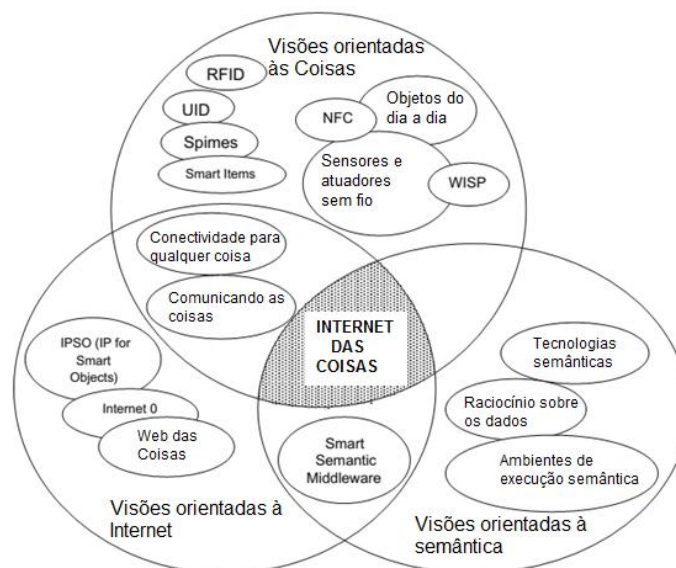 Visões orientadas
às Coisas
RFID
UID
Spimes
Smart Items
NFC
Objetos do
dia a dia
Sensores e
atuadores
sem fio
WISP
Conectividade para
qualquer coisa
Comunicando as
coisas
INTERNET
DAS
COISAS
IPSO (IP for
Smart
Objects)
Internet 0
Web das
Coisas
Smart
Semantic
Middleware
Tecnologias
semânticas
Raciocínio sobre
os dados
Ambientes de
execução semântica
Visões orientadas à
Internet
Visões orientadas à
semântica